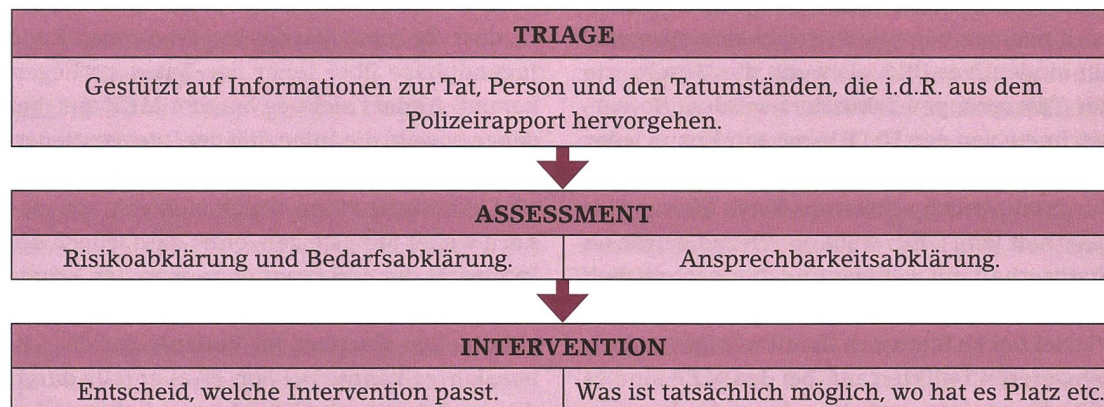 TRIAGE
Gestützt auf Informationen zur Tat, Person und den Tatumständen, die i.d.R. aus dem
Polizeirapport hervorgehen.
ASSESSMENT
Risikoabklärung und Bedarfsabklärung.
Ansprechbarkeitsabklärung.
INTERVENTION
Entscheid, welche Intervention passt.
Was ist tatsächlich möglich, wo hat es Platz etc.